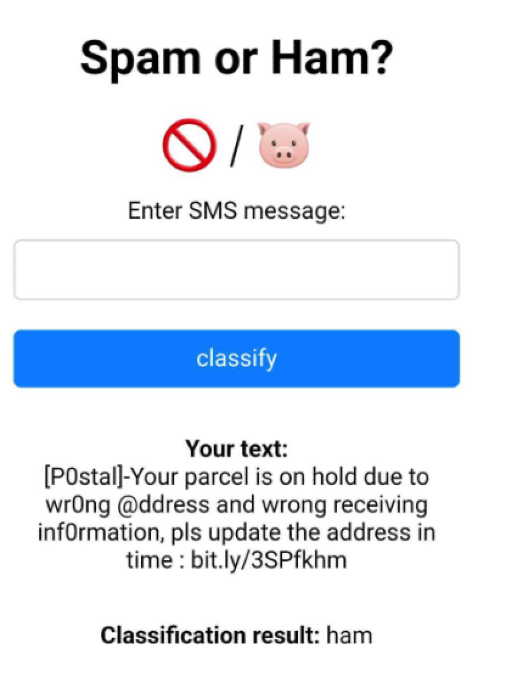 Spam or Ham?
/
Enter SMS message:
classify
Your text:
[P0stal]-Your parcel is on hold due to
wr0ng @ddress and wrong receiving
inf0rmation, pls update the address in
time : bit.ly/3SPfkhm
Classification result: ham